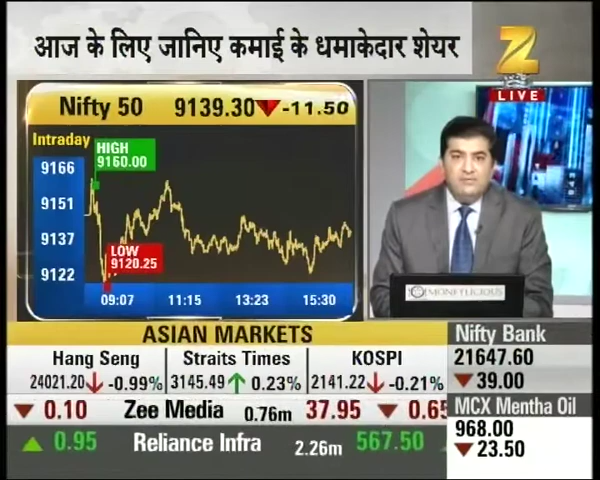 आज के लिए जानिए कमाई के धमाकेदार शेयर
Z
LIVE
Nifty 50 9139.30 -11.50
Intraday
HIGH
9160.00
9166
9151
9137
9122
LOW
9120.25
09:07 11:15 13:23 15:30
MONEYLICIOUS
ASIAN MARKETS
Hang Seng Straits Times KOSPI
24021.20 -0.99% 3145.49 0.23% 2141.22 -0.21%
Nifty Bank
21647.60
39.00
MCX Mentha Oil
968.00
23.50
0.10 Zee Media 0.76m 37.95 0.65
0.95 Reliance Infra 2.26m 567.50